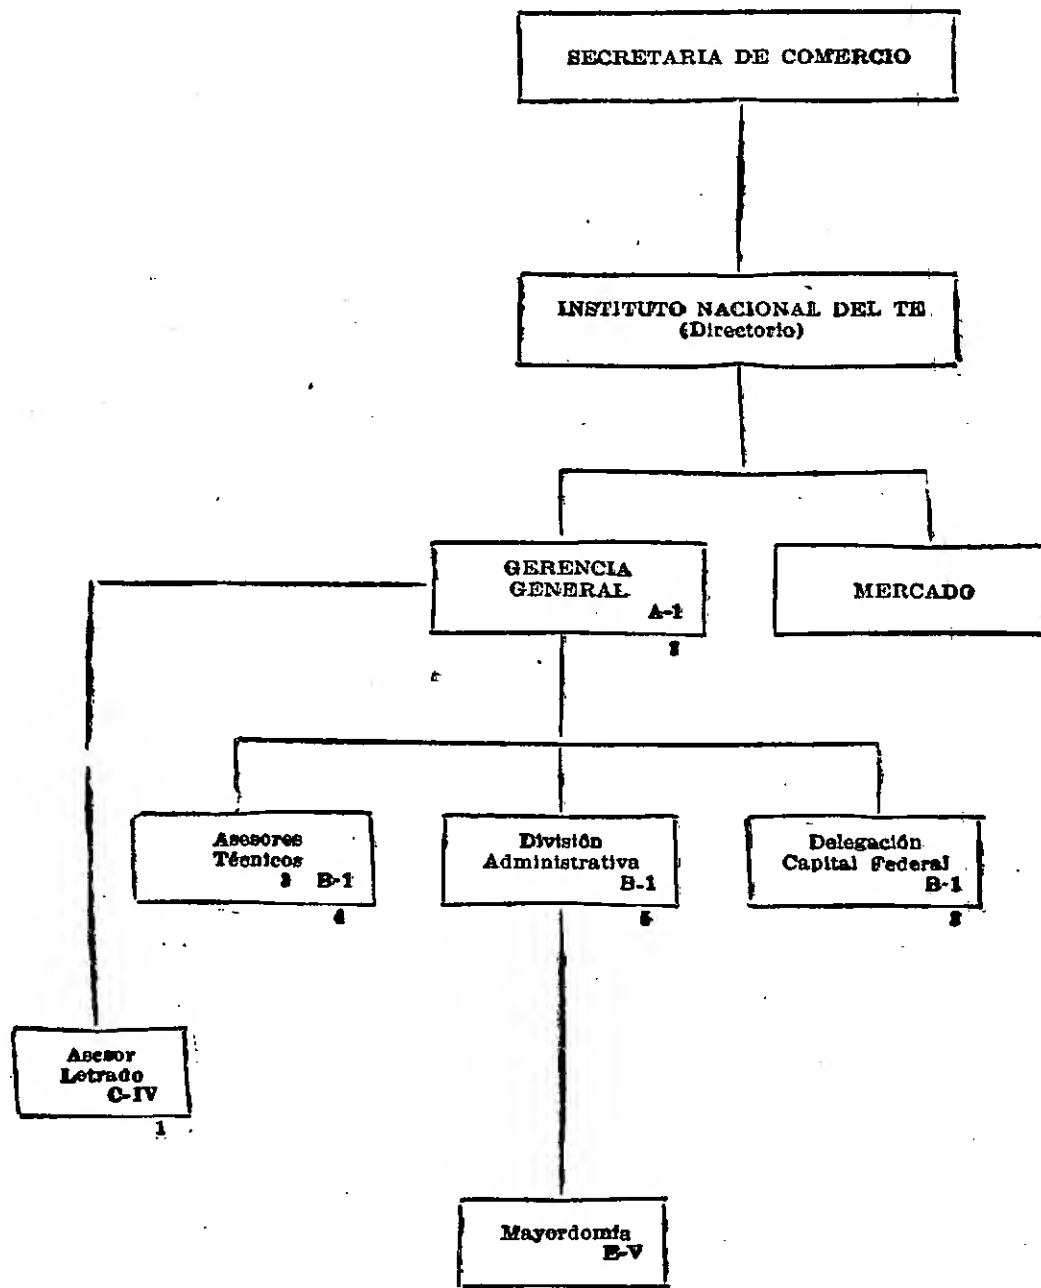 SECRETARIA DE COMERCIO
INSTITUTO NACIONAL DEL TE
(Directorio)
GERENCIA
GENERAL
A-1
MERCADO
Asesores
Técnicos
B-1
4
División
Administrativa
B-1
5
Delegación
Capital Federal
B-1
Asesor
Letrado
C-IV
1
Mayordomía
E-V